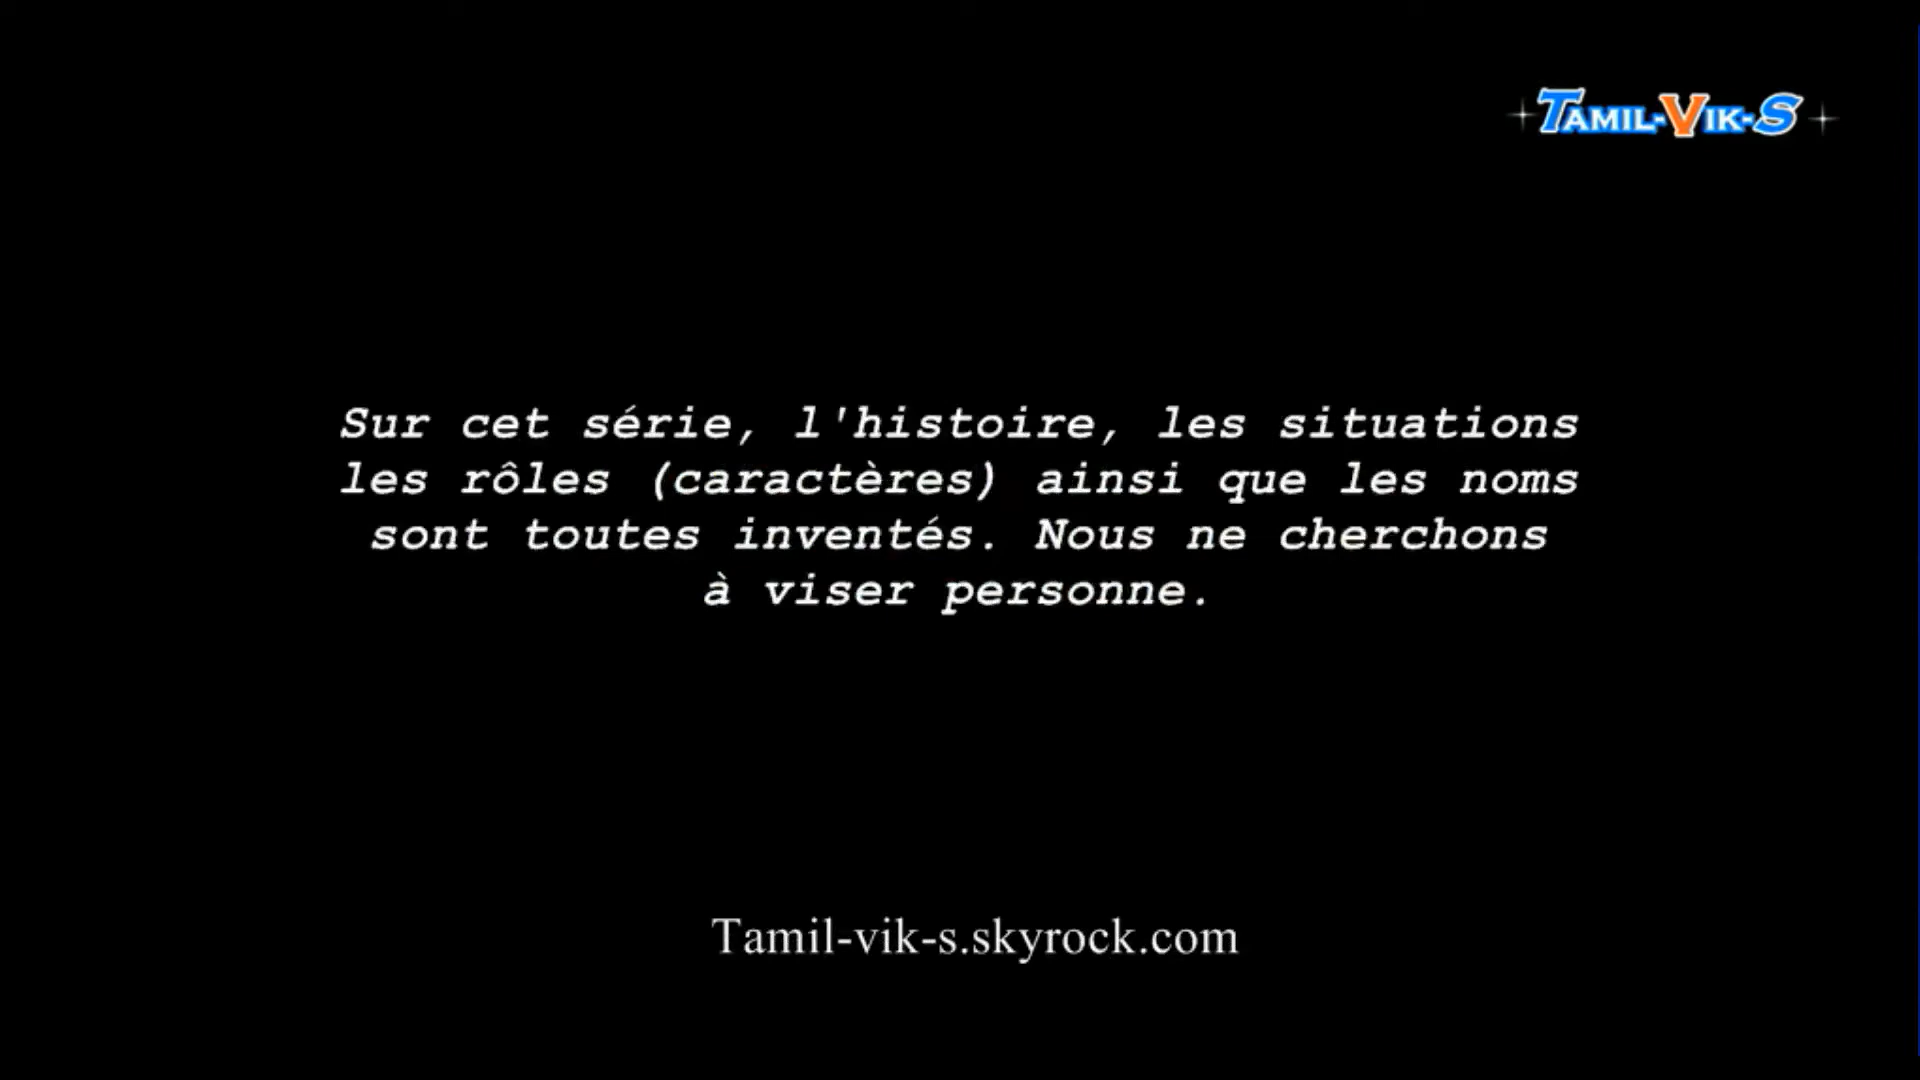 TAMIL-VIK-S
Sur cet série, l'histoire, les situations
les rôles (caractères) ainsi que les noms
sont toutes inventés. Nous ne cherchons
à viser personne.
Tamil-vik-s.skyrock.com